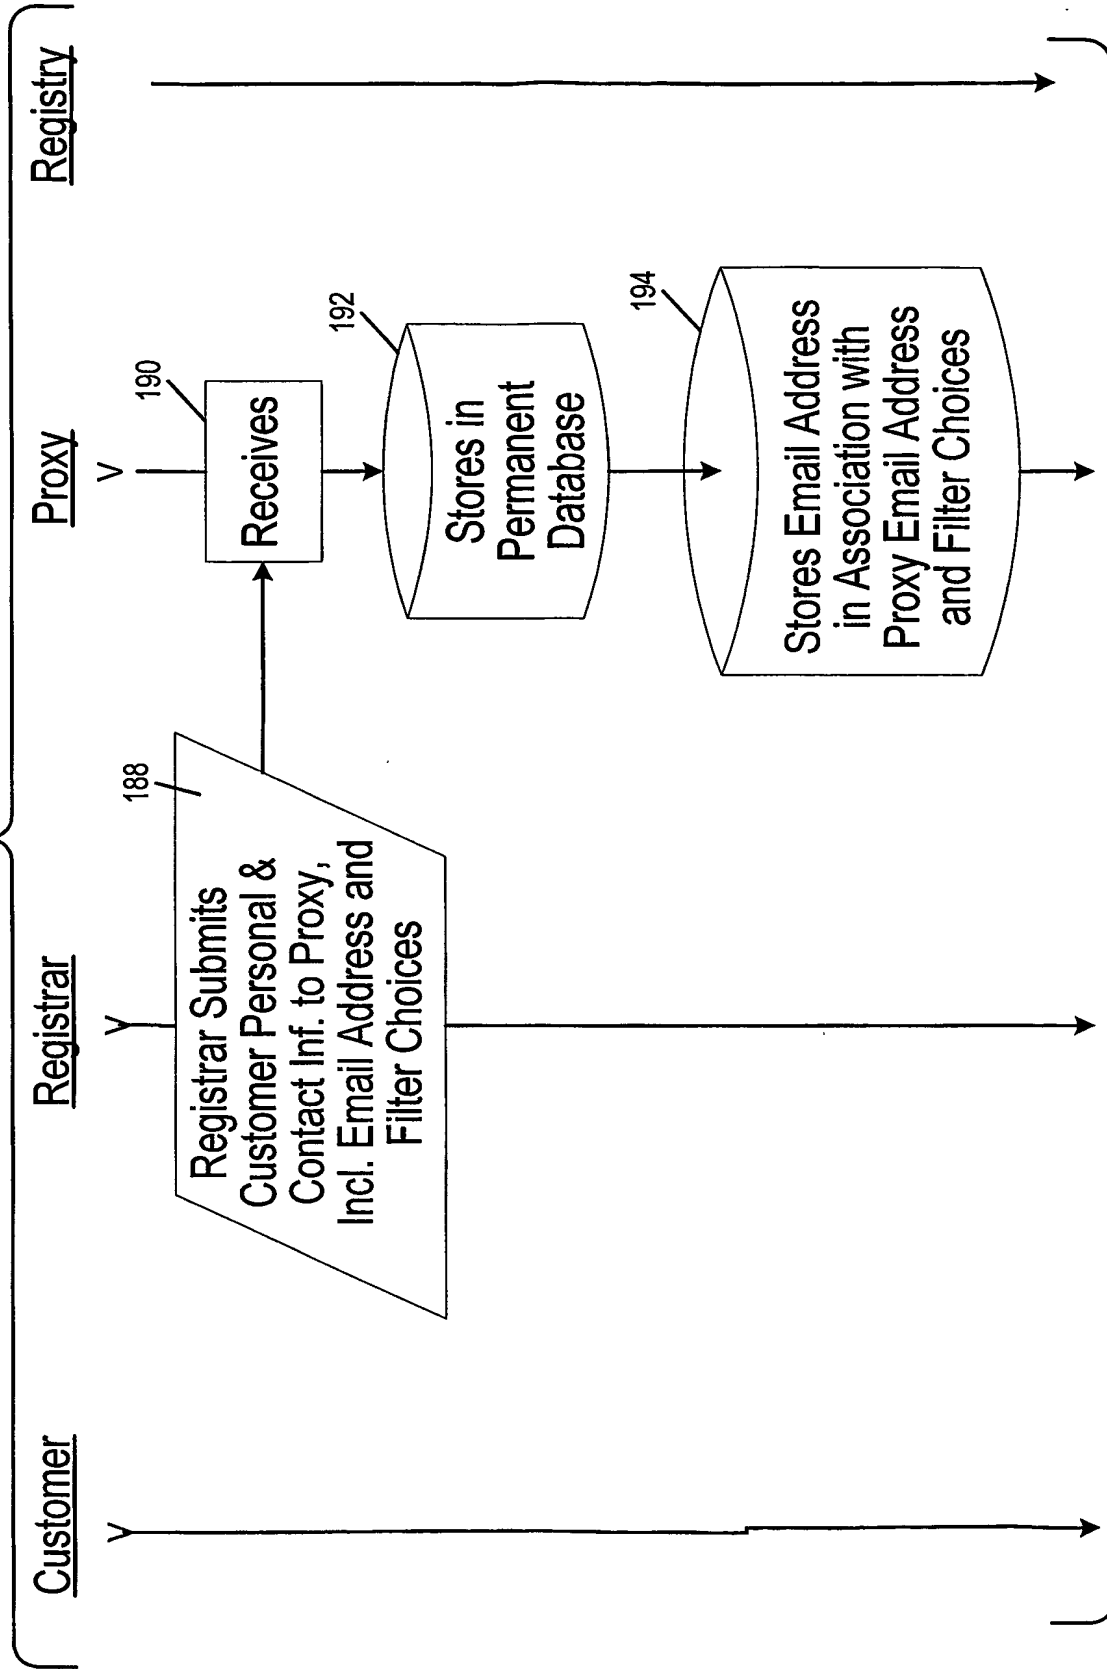 Customer
Registrar
Proxy
Registry
188
Registrar Submits
Customer Personal &
Contact Inf. to Proxy,
Incl. Email Address and
Filter Choices
190
Receives
192
Stores in
Permanent
Database
194
Stores Email Address
in Association with
Proxy Email Address
and Filter Choices